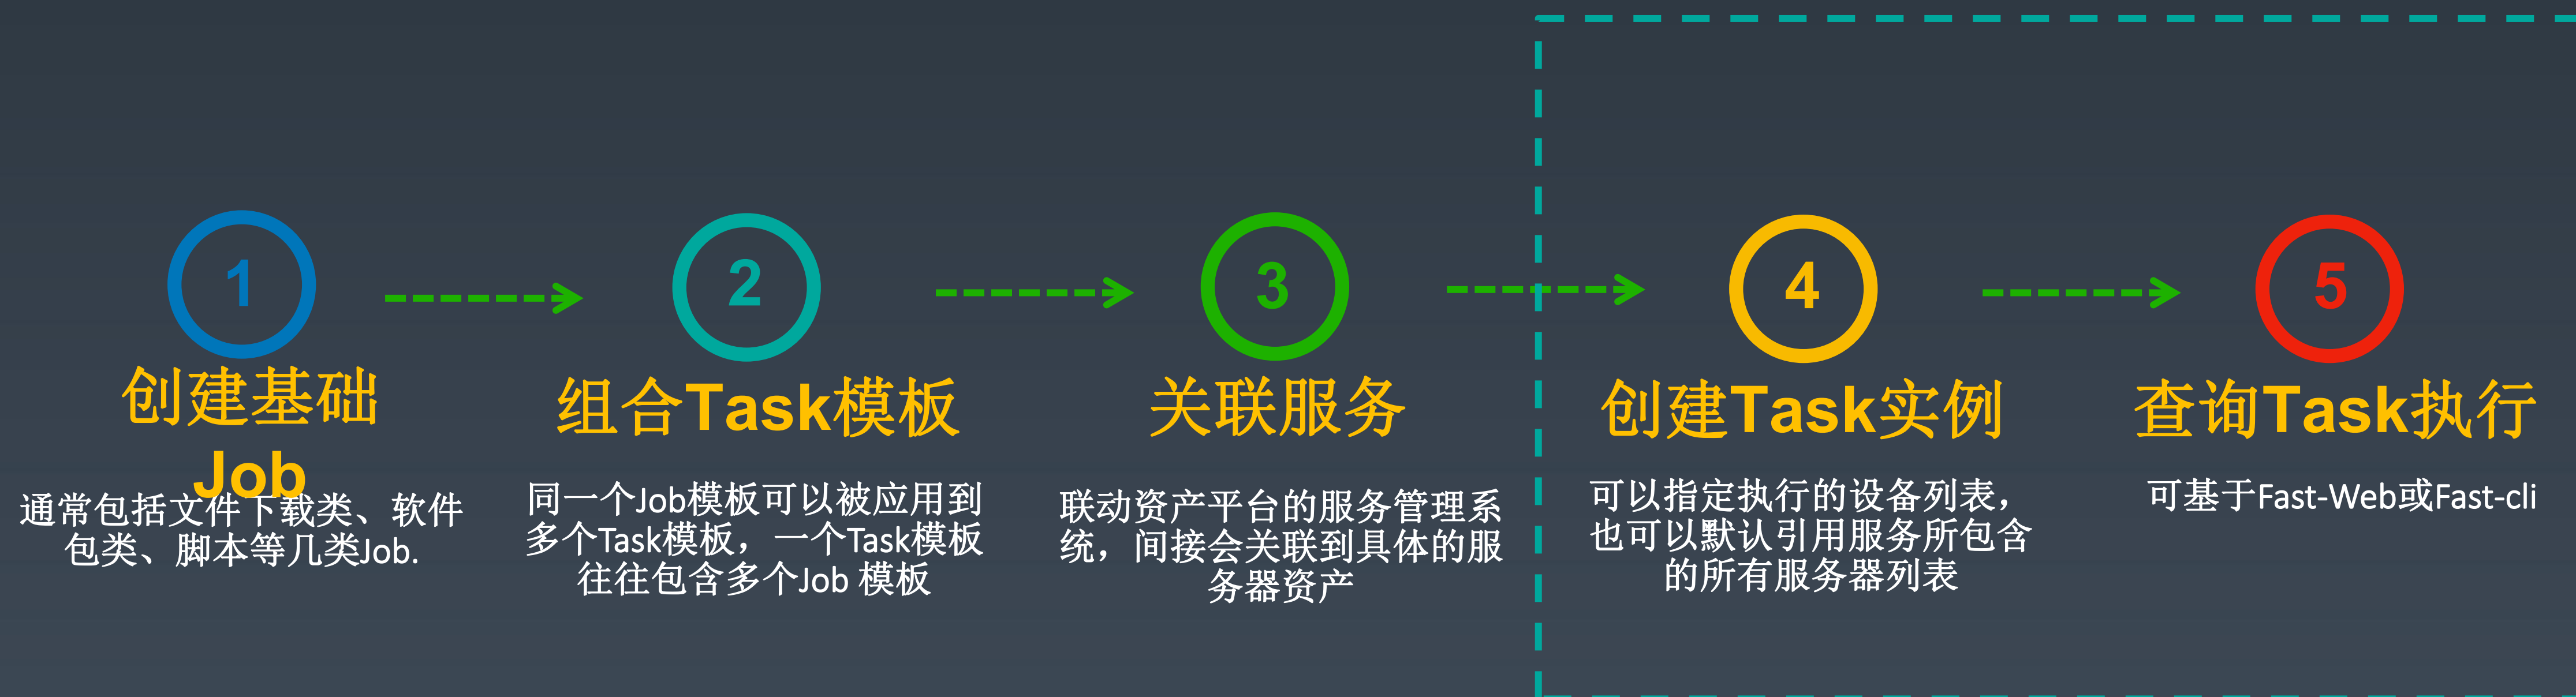 1
创建基础
Job
通常包括文件下载类、软件
包类、脚本等几类Job.
2
组合Task模板
同一个Job模板可以被应用到
多个Task模板，一个Task模板
往往包含多个Job 模板
3
关联服务
联动资产平台的服务管理系
统，间接会关联到具体的服
务器资产
4
创建Task实例
可以指定执行的设备列表，
也可以默认引用服务所包含
的所有服务器列表
5
查询Task执行
可基于Fast-Web或Fast-cli